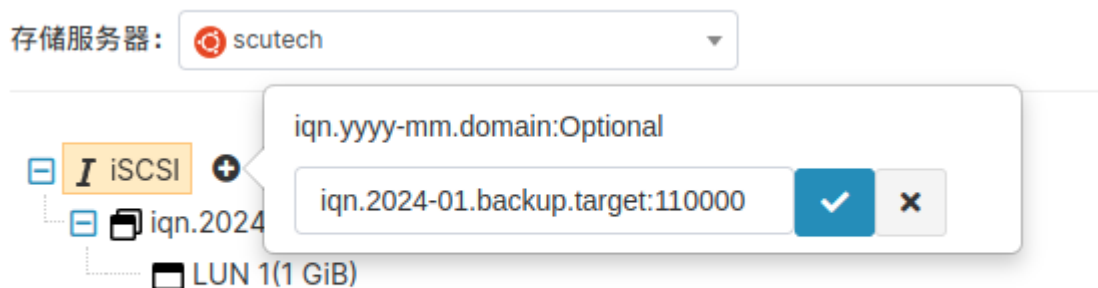 存储服务器：
scutech
iqn.yyyy-mm.domain:Optional
iSCSI
iqn.2024-01.backup.target:110000
iqn.2024
LUN 1(1 GiB)